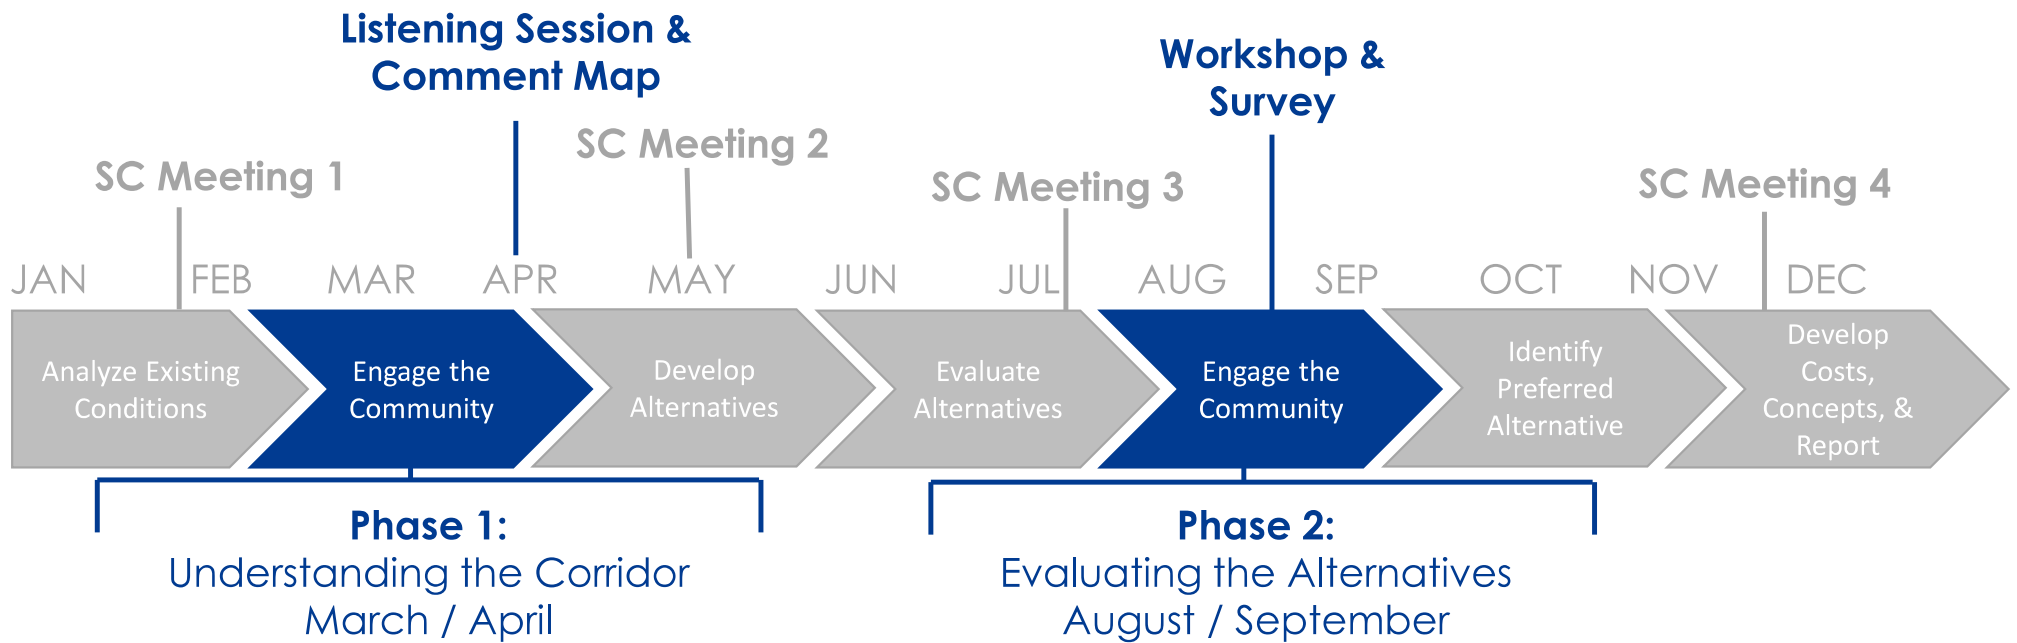 Listening Session &
Comment Map
Workshop &
Survey
SC Meeting 1
SC Meeting 2
SC Meeting 3
SC Meeting 4
JAN FEB MAR APR MAY JUN JUL AUG SEP OCT NOV DEC
Analyze Existing
Conditions
Engage the
Community
Develop
Alternatives
Evaluate
Alternatives
Engage the
Community
Identify
Preferred
Alternative
Develop
Costs,
Concepts, &
Report
Phase 1:
Understanding the Corridor
March / April
Phase 2:
Evaluating the Alternatives
August / September